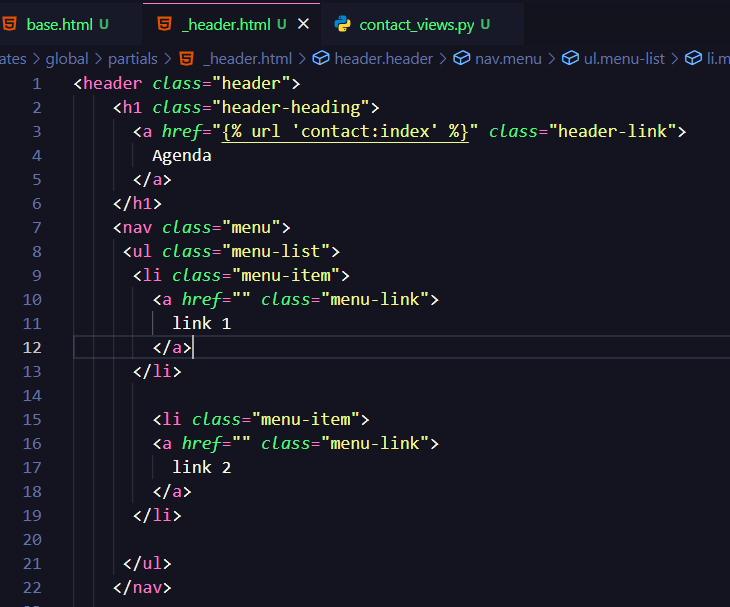 base.html U
_header.html U ×
contact_views.py U
ates > global > partials > _header.html > header.header > nav.menu > ul.menu-list > li.m
1 <header class="header">
2 <h1 class="header-heading">
3 <a href="{% url 'contact:index' %}" class="header-link">
4 Agenda
5 </a>
6 </h1>
7 <nav class="menu">
8 <ul class="menu-list">
9 <li class="menu-item">
10 <a href="" class="menu-link">
11 link 1
12 </a>
13 </li>
14
15 <li class="menu-item">
16 <a href="" class="menu-link">
17 link 2
18 </a>
19 </li>
20
21 </ul>
22 </nav>